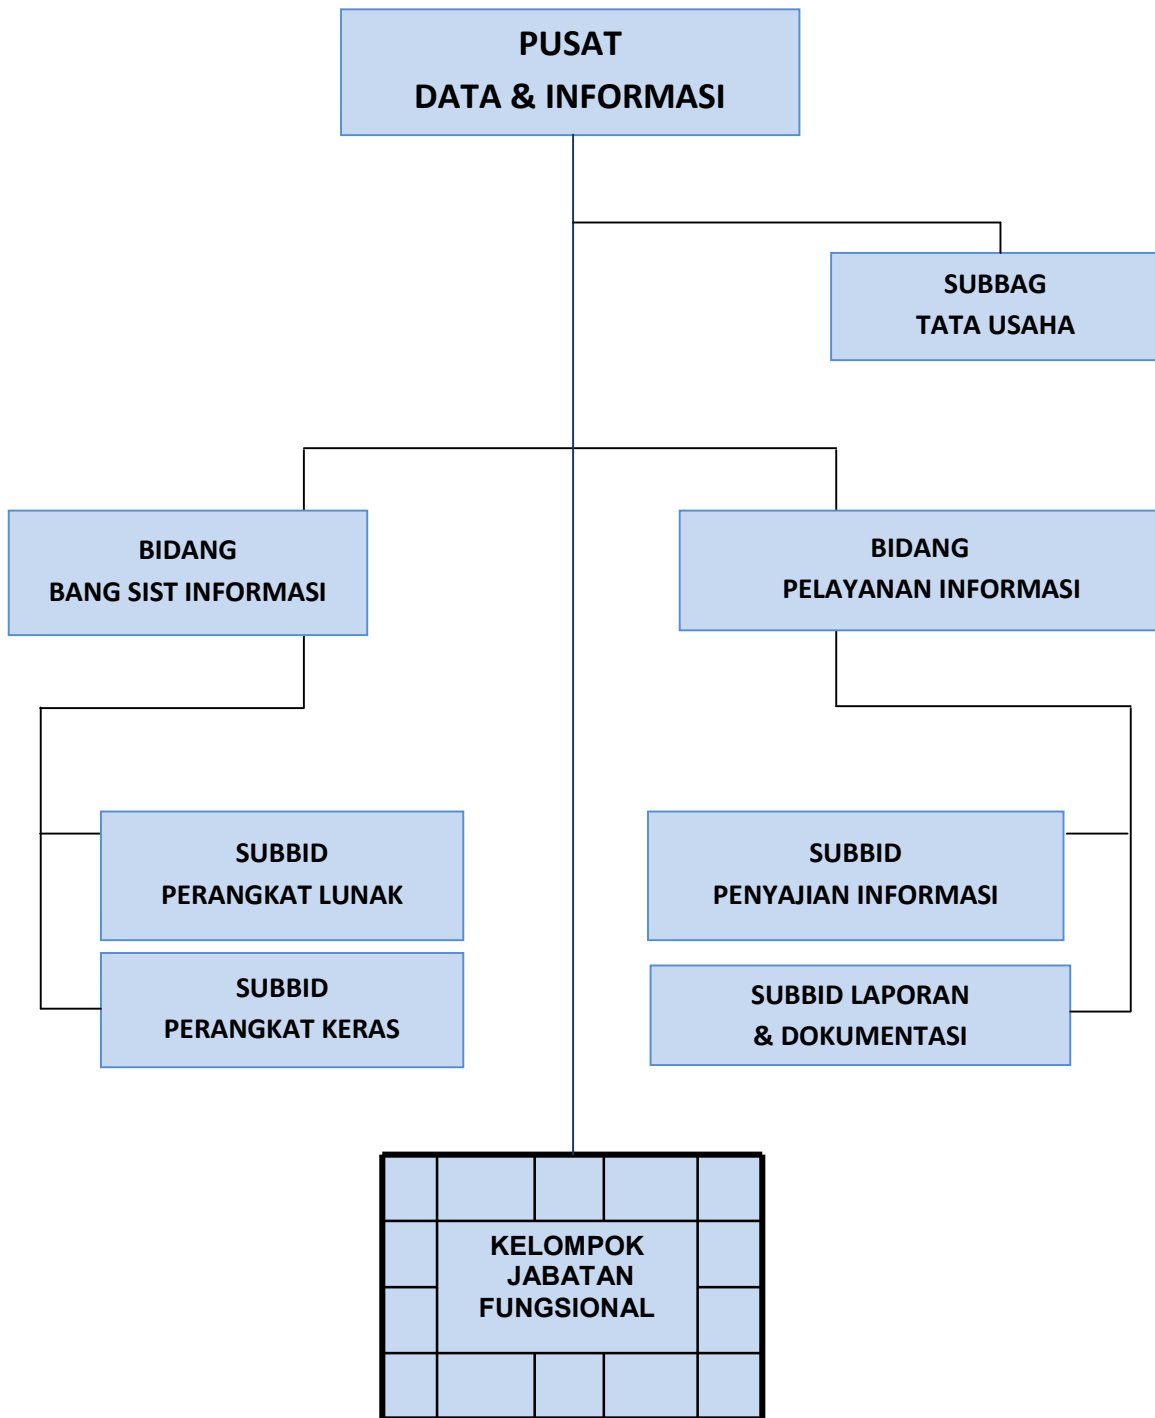 PUSAT
DATA & INFORMASI
SUBBAG
TATA USAHA
BIDANG
BANG SIST INFORMASI
BIDANG
PELAYANAN INFORMASI
SUBBID
PERANGKAT LUNAK
SUBBID
PERANGKAT KERAS
SUBBID
PENYAJIAN INFORMASI
SUBBID LAPORAN
& DOKUMENTASI
KELOMPOK
JABATAN
FUNGSIONAL